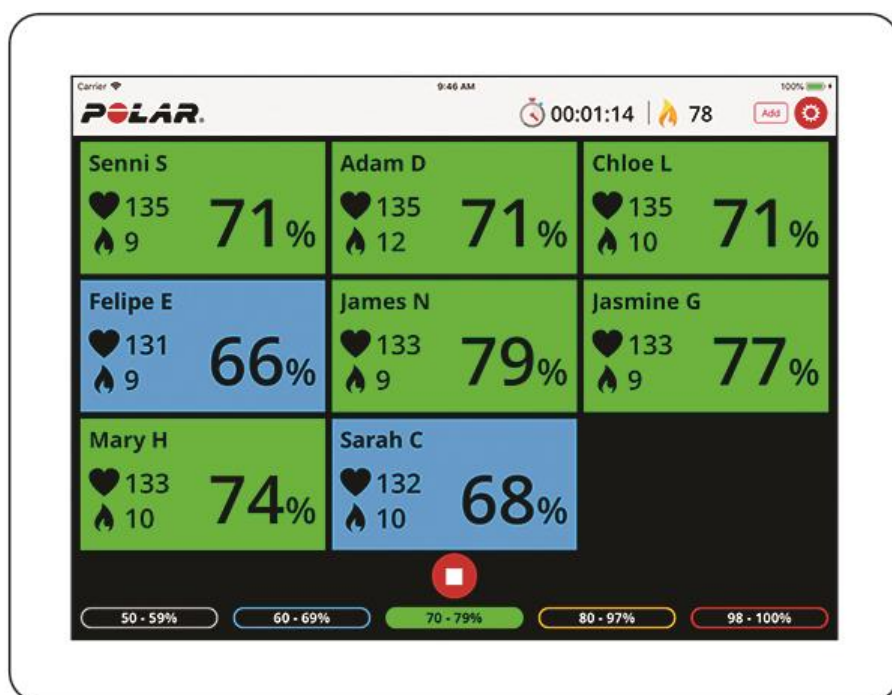 Carrier 9:46 AM 100%
POLAR. 00:01:14 78 Add
Senni S Adam D Chloe L
135 135 135
9 71% 12 71% 10 71%
Felipe E James N Jasmine G
131 133 133
9 66% 9 79% 9 77%
Mary H Sarah C
133 132
10 74% 10 68%
50 - 59% 60 - 69% 70 - 79% 80 - 97% 98 - 100%